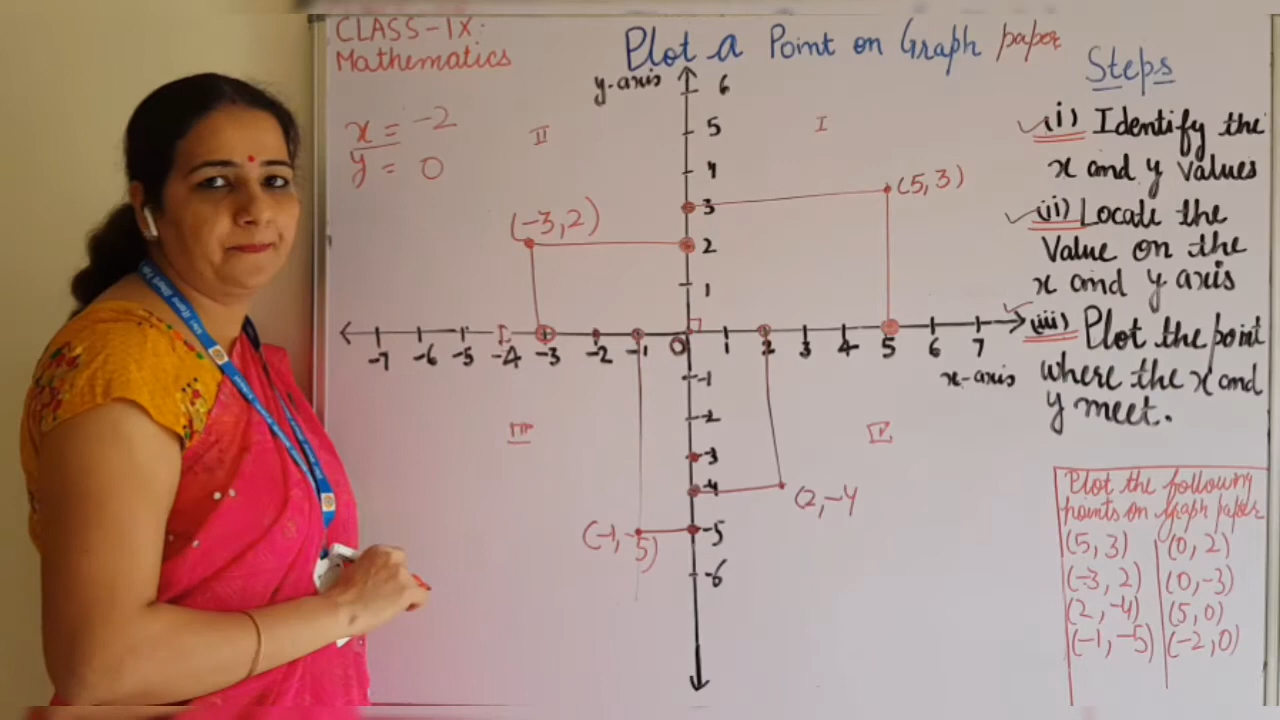 CLASS-IX:
Mathematics
Plot a Point on Graph paper
x = -2
y = 0
II
I
y-axis
6
5
4
3
2
1
(5, 3)
(-3, 2)
-7 -6 -5 -4 -3 -2 -1 0 1 2 3 4 5 6 7
x-axis
-1
-2
-3
-4
-5
-6
III
IV
(2, -4
(-1, -5)
Steps
(i) Identify the
x and y values
(ii) Locate the
Value on the
x and y axis
(iii) Plot the point
where the x and
y meet.
Plot the following
points on Graph paper
(5, 3) (0, 2)
(-3, 2) (0, -3)
(2, -4) (5, 0)
(-1, -5) (-2, 0)